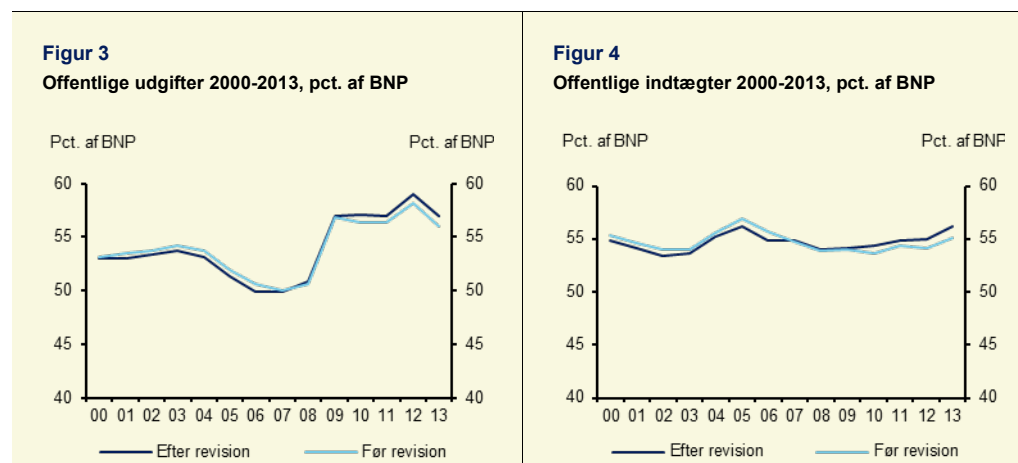 Figur 3
Offentlige udgifter 2000-2013, pct. af BNP
Pct. af BNP Pct. af BNP
60 60
55 55
50 50
45 45
40 40
00 01 02 03 04 05 06 07 08 09 10 11 12 13
Efter revision Før revision
Figur 4
Offentlige indtægter 2000-2013, pct. af BNP
Pct. af BNP Pct. af BNP
60 60
55 55
50 50
45 45
40 40
00 01 02 03 04 05 06 07 08 09 10 11 12 13
Efter revision Før revision